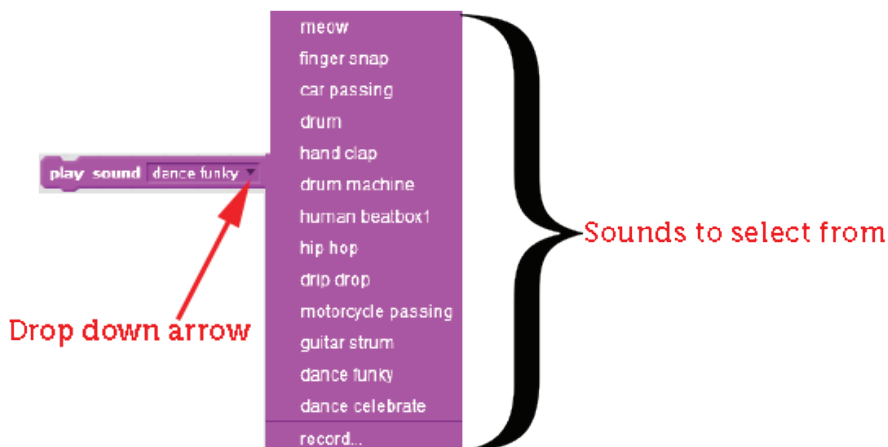 meow
finger snap
car passing
drum
hand clap
play sound dance funky
drum machine
human beatbox1
hip hop
Sounds to select from
drip drop
motorcycle passing
Drop down arrow
guitar strum
dance funky
dance celebrate
record...